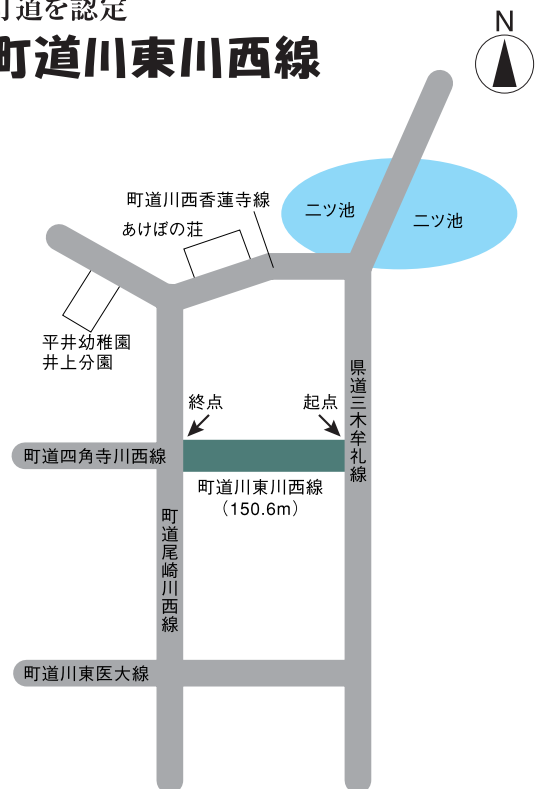 町道を認定
町道川東川西線
N
町道川西香蓮寺線
あけぼの荘
二ツ池
二ツ池
平井幼稚園
井上分園
県道三木牟礼線
終点
起点
町道四角寺川西線
町道川東川西線
（150.6m）
町道尾崎川西線
町道川東医大線